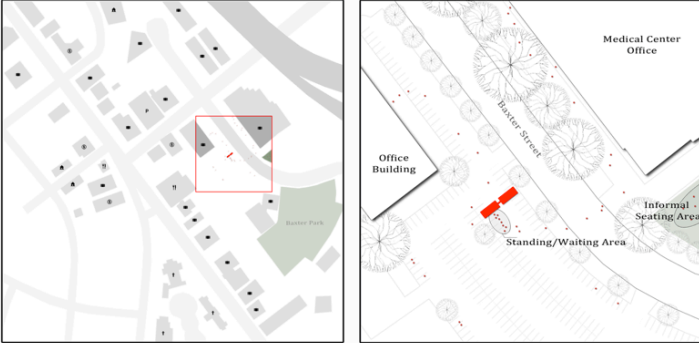 Baxter Park
Medical Center
Office
Baxter Street
Office
Building
Informal
Seating Area
Standing/Waiting Area